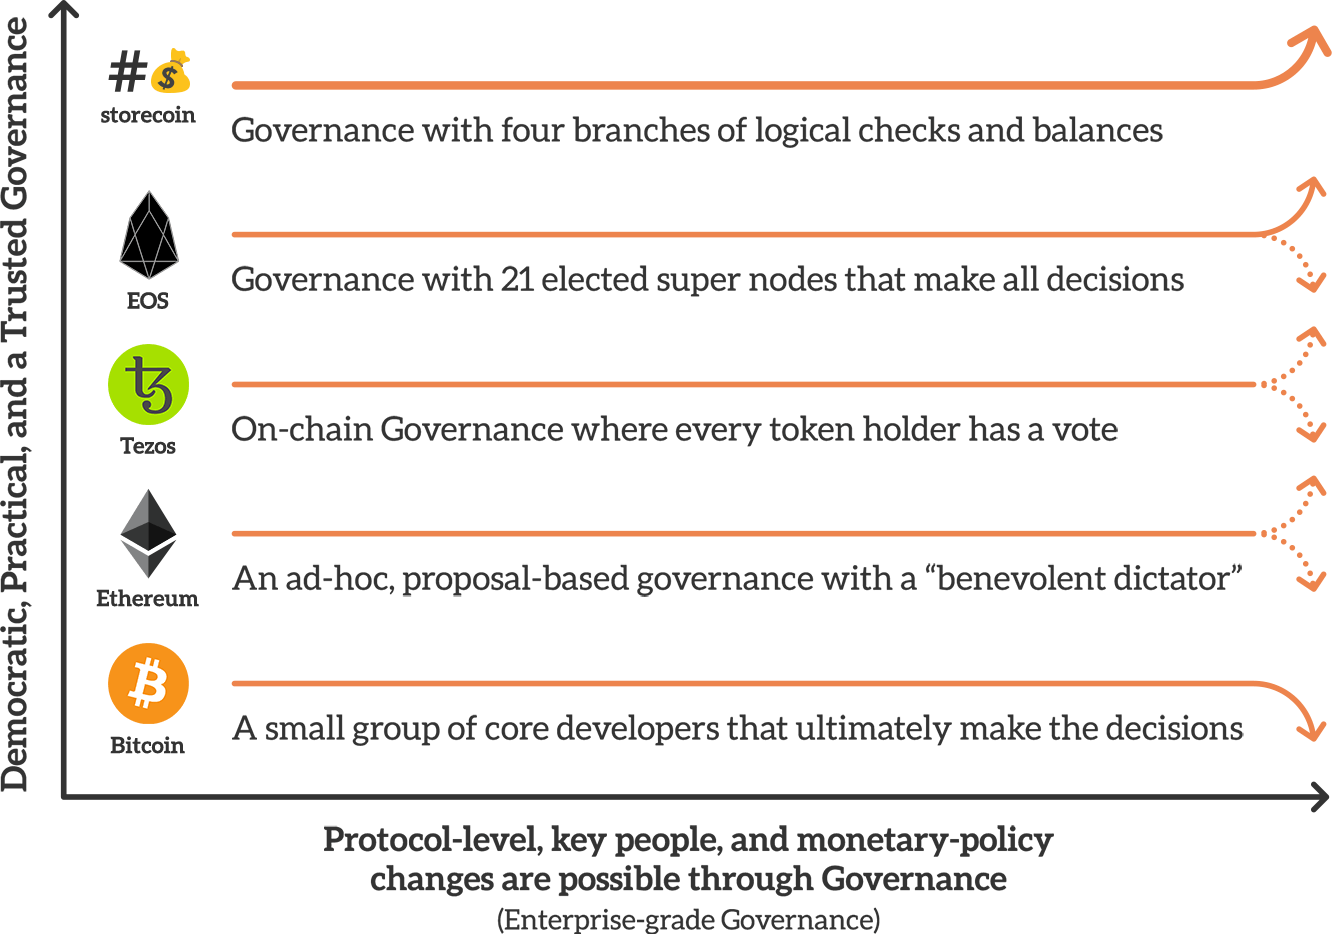 Democratic, Practical, and a Trusted Governance
#
storecoin
Governance with four branches of logical checks and balances
EOS
Governance with 21 elected super nodes that make all decisions
Tezos
On-chain Governance where every token holder has a vote
Ethereum
An ad-hoc, proposal-based governance with a “benevolent dictator”
Bitcoin
A small group of core developers that ultimately make the decisions
Protocol-level, key people, and monetary-policy
changes are possible through Governance
(Enterprise-grade Governance)